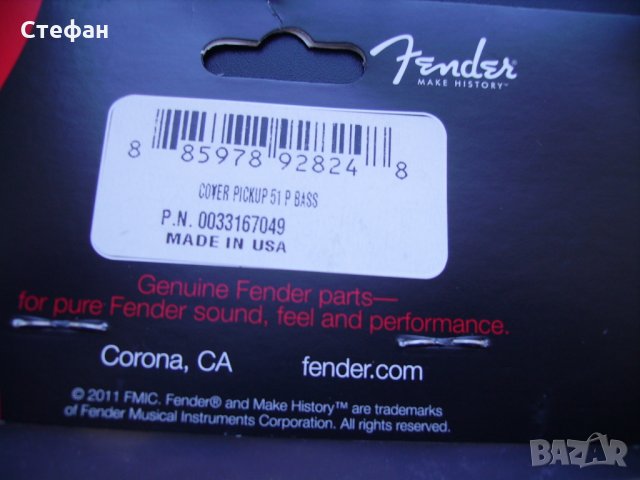 Стефан
Fender®
MAKE HISTORY™
8 85978 92824 8
COVER PICKUP 51 P BASS
P.N. 0033167049
MADE IN USA
Genuine Fender parts—
for pure Fender sound, feel and performance.
Corona, CA fender.com
© 2011 FMIC. Fender® and Make History™ are trademarks
of Fender Musical Instruments Corporation. All rights reserved.
BAZAR